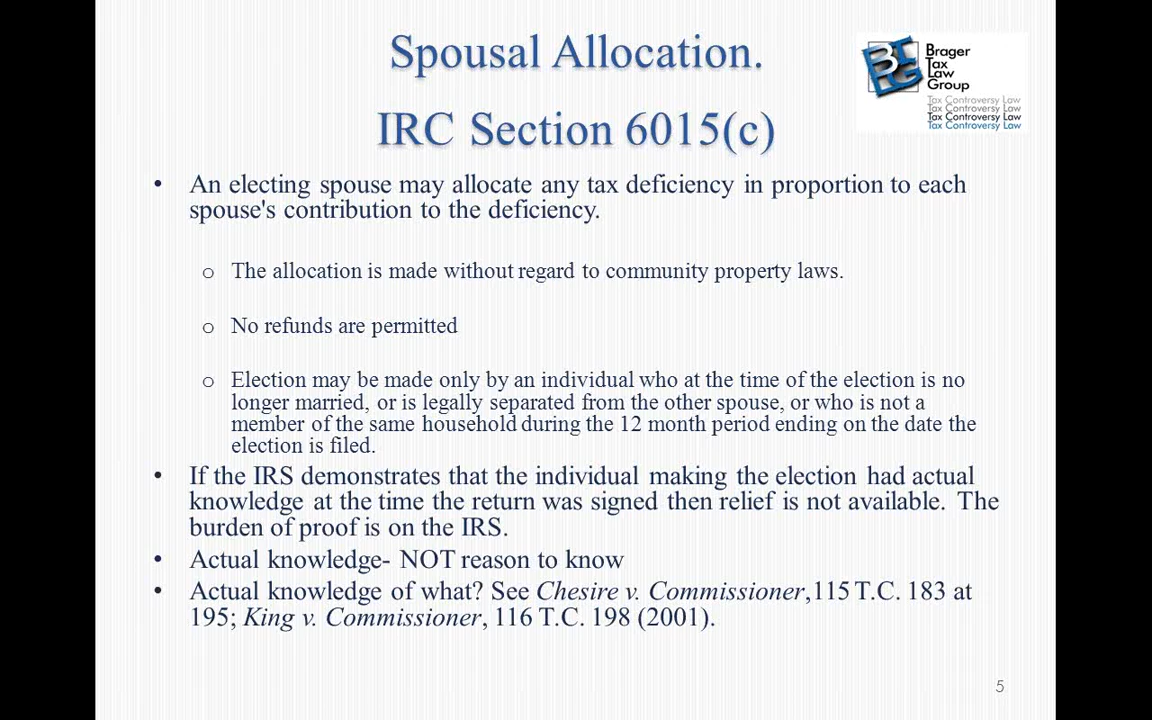 Spousal Allocation.
IRC Section 6015(c)
BTLG
Brager
Tax
Law
Group
Tax Controversy Law
Tax Controversy Law
Tax Controversy Law
Tax Controversy Law
• An electing spouse may allocate any tax deficiency in proportion to each
spouse's contribution to the deficiency.
o The allocation is made without regard to community property laws.
o No refunds are permitted
o Election may be made only by an individual who at the time of the election is no
longer married, or is legally separated from the other spouse, or who is not a
member of the same household during the 12 month period ending on the date the
election is filed.
• If the IRS demonstrates that the individual making the election had actual
knowledge at the time the return was signed then relief is not available. The
burden of proof is on the IRS.
• Actual knowledge- NOT reason to know
• Actual knowledge of what? See Chesire v. Commissioner,115 T.C. 183 at
195; King v. Commissioner, 116 T.C. 198 (2001).
5